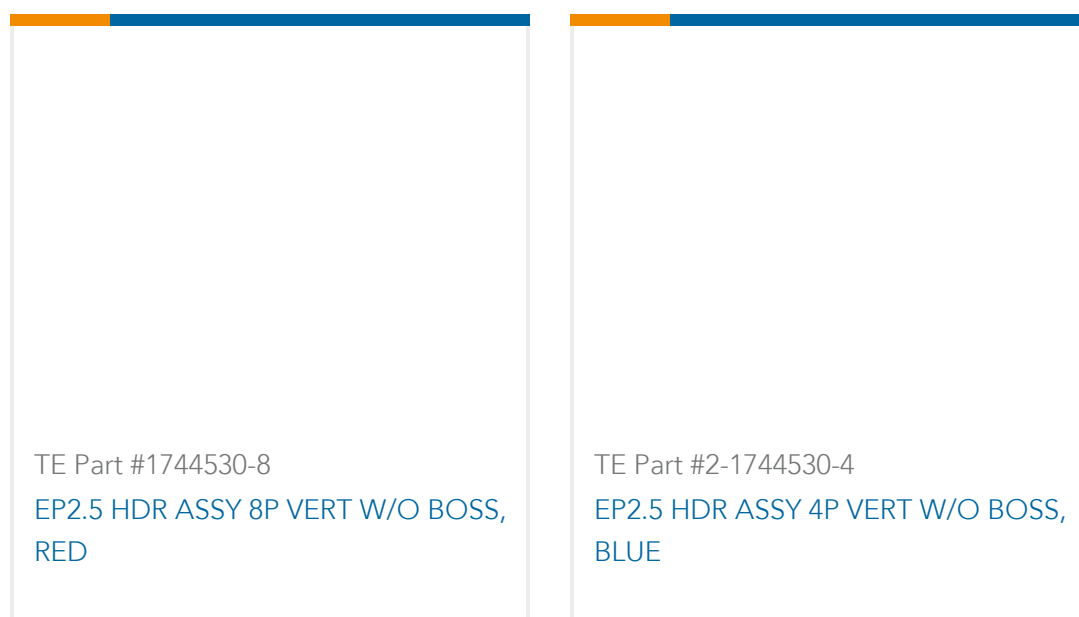 TE Part #1744530-8
EP2.5 HDR ASSY 8P VERT W/O BOSS,
RED
TE Part #2-1744530-4
EP2.5 HDR ASSY 4P VERT W/O BOSS,
BLUE